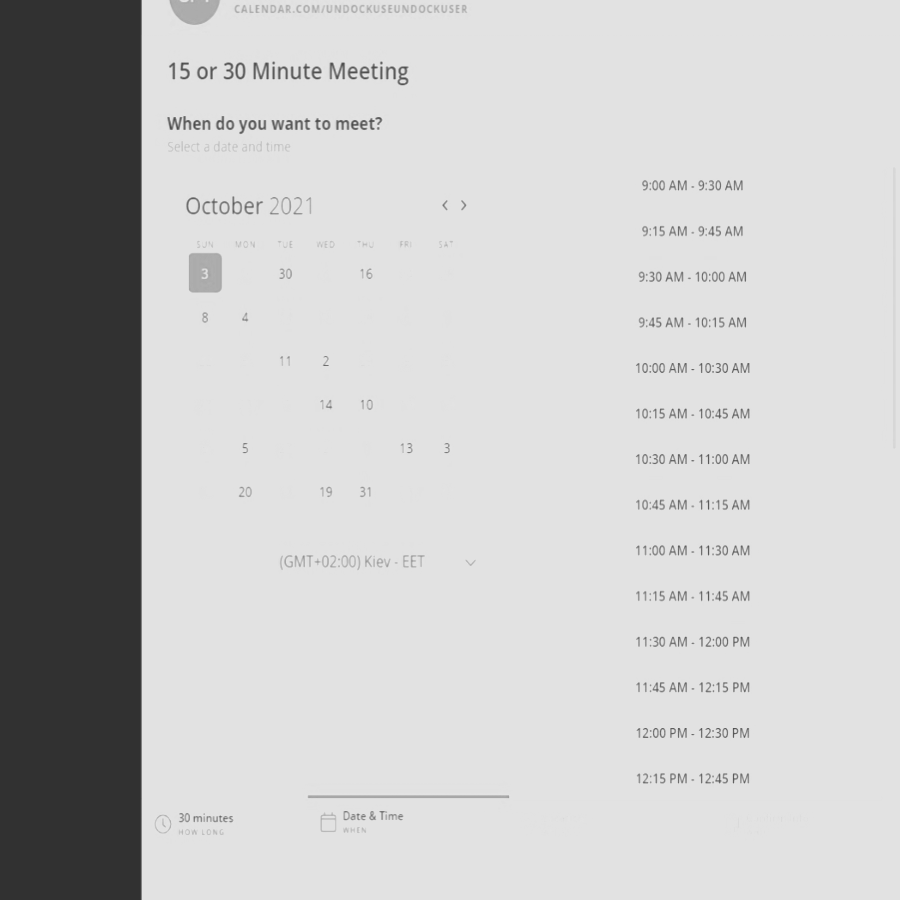 CALENDAR.COM/UNDOCKUSEUNDOCKUSER
15 or 30 Minute Meeting
When do you want to meet?
Select a date and time
October 2021
SUN MON TUE WED THU FRI SAT
3 30 16
8 4
11 2
14 10
5 13 3
20 19 31
(GMT+02:00) Kiev - EET
9:00 AM - 9:30 AM
9:15 AM - 9:45 AM
9:30 AM - 10:00 AM
9:45 AM - 10:15 AM
10:00 AM - 10:30 AM
10:15 AM - 10:45 AM
10:30 AM - 11:00 AM
10:45 AM - 11:15 AM
11:00 AM - 11:30 AM
11:15 AM - 11:45 AM
11:30 AM - 12:00 PM
11:45 AM - 12:15 PM
12:00 PM - 12:30 PM
12:15 PM - 12:45 PM
30 minutes
HOW LONG
Date & Time
WHEN